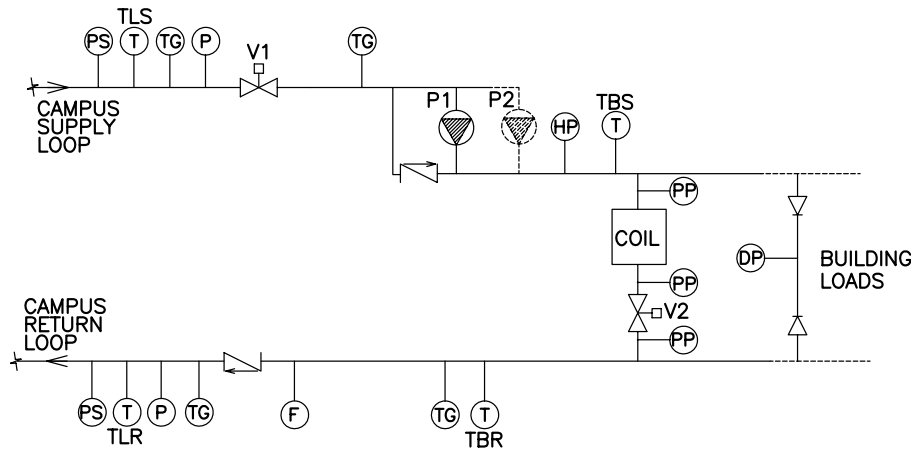 TLS
PS T TG P V1 TG
CAMPUS
SUPPLY
LOOP
P1 P2 HP TBS
T
PP
COIL
DP
BUILDING
LOADS
PP
V2
PP
CAMPUS
RETURN
LOOP
PS T P TG F TG T
TLR TBR